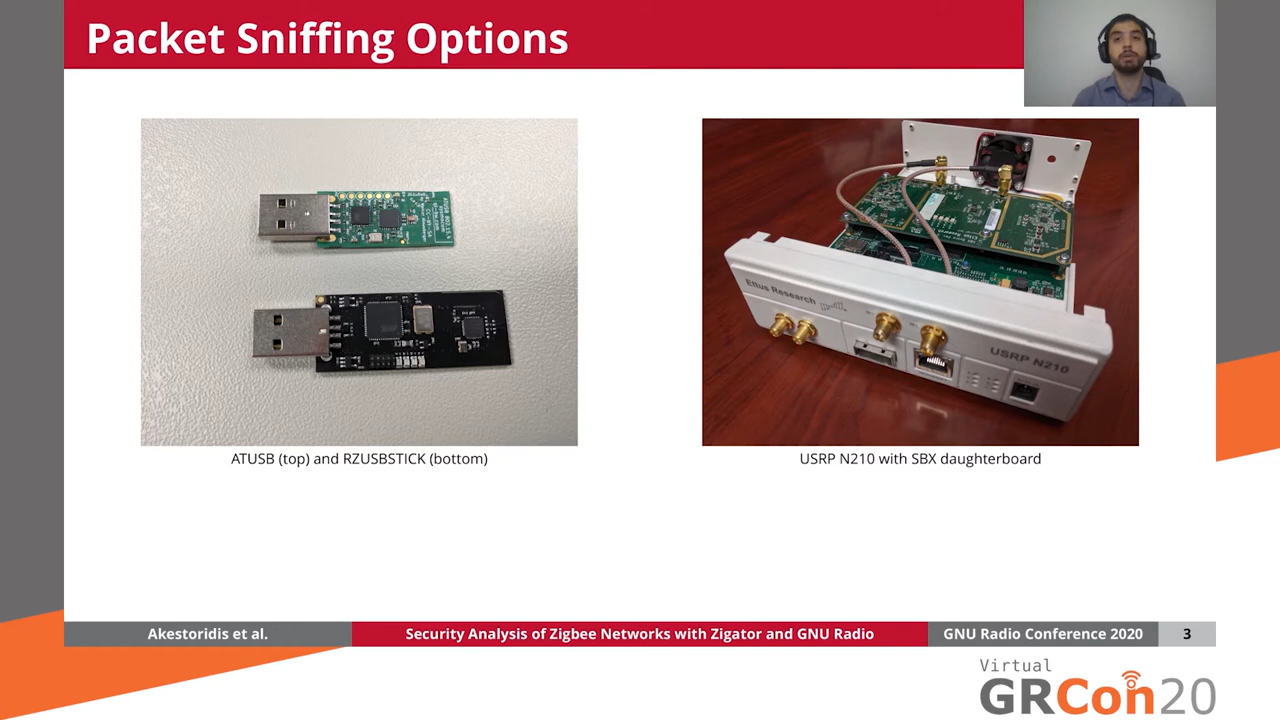 Packet Sniffing Options
Ettus Research
USRP N210
ATUSB (top) and RZUSBSTICK (bottom)
USRP N210 with SBX daughterboard
Akestoridis et al.
Security Analysis of Zigbee Networks with Zigator and GNU Radio
GNU Radio Conference 2020
3
Virtual
GRCon20